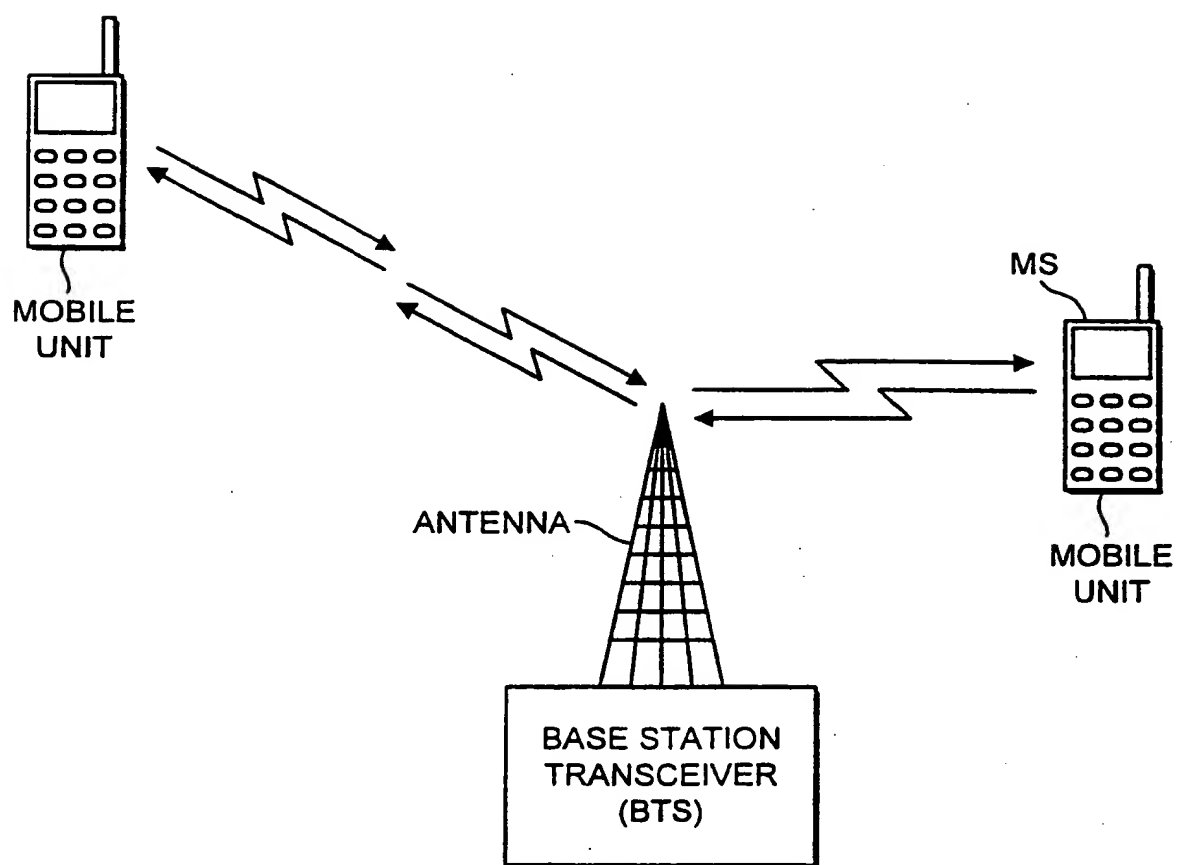 MOBILE
UNIT
MS
ANTENNA
MOBILE
UNIT
BASE STATION
TRANSCEIVER
(BTS)